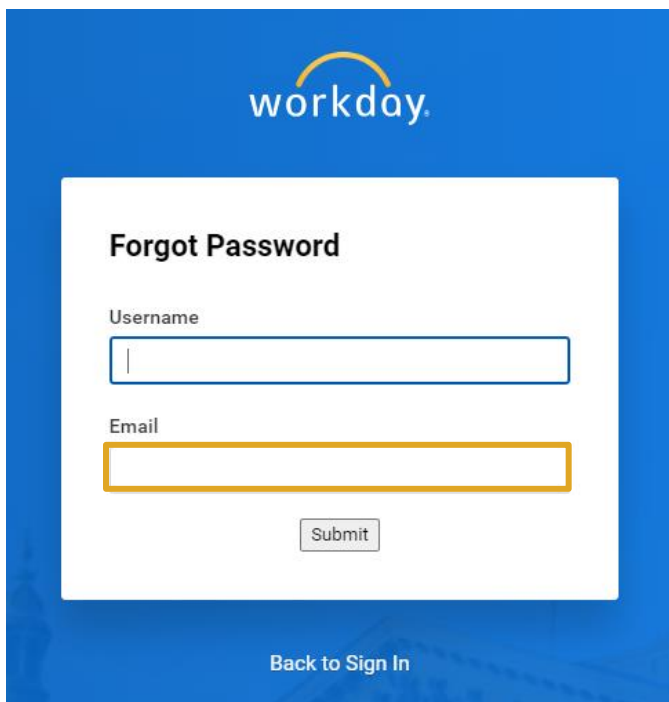 workday.
Forgot Password
Username
Email
Submit
Back to Sign In